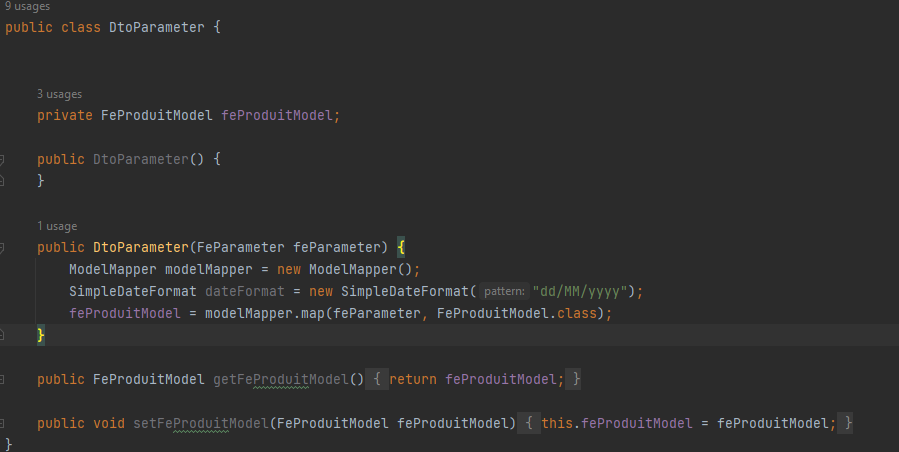 9 usages
public class DtoParameter {
3 usages
private FeProduitModel feProduitModel;
public DtoParameter() {
}
1 usage
public DtoParameter(FeParameter feParameter) {
ModelMapper modelMapper = new ModelMapper();
SimpleDateFormat dateFormat = new SimpleDateFormat( pattern: "dd/MM/yyyy");
feProduitModel = modelMapper.map(feParameter, FeProduitModel.class);
}
public FeProduitModel getFeProduitModel() { return feProduitModel; }
public void setFeProduitModel(FeProduitModel feProduitModel) { this.feProduitModel = feProduitModel; }
}